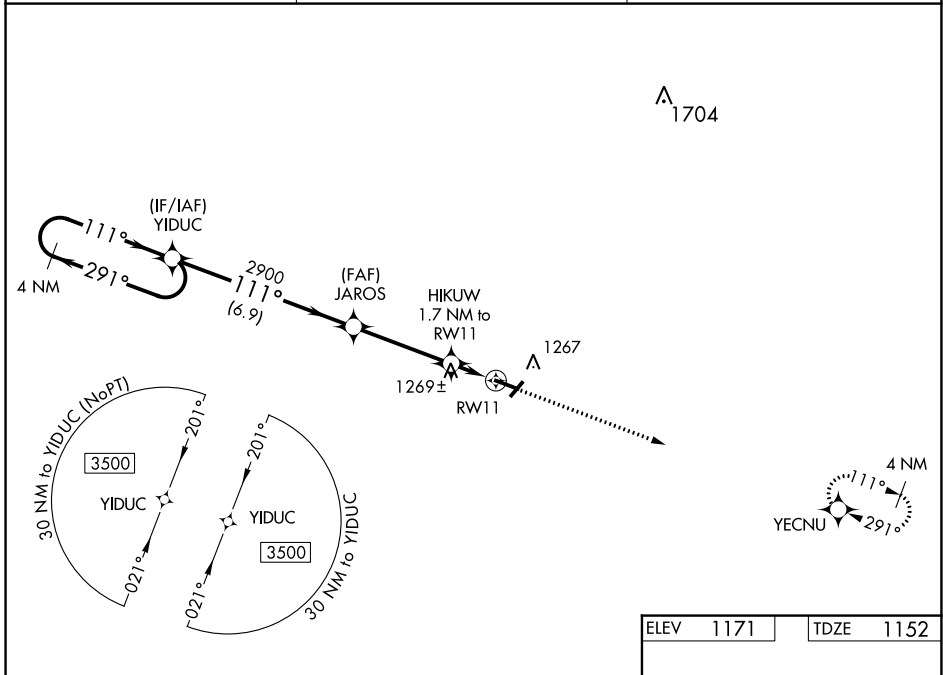 1704
(IF/IAF)
YIDUC
111°
291°
4 NM
2900
111°
(6.9)
(FAF)
JAROS
HIKUW
1.7 NM to
RW11
1267
1269±
RW11
30 NM to YIDUC (NoPT)
201°
3500
YIDUC
021°
201°
YIDUC
3500
021°
30 NM to YIDUC
4 NM
111°
291°
YECNU
ELEV 1171
TDZE 1152